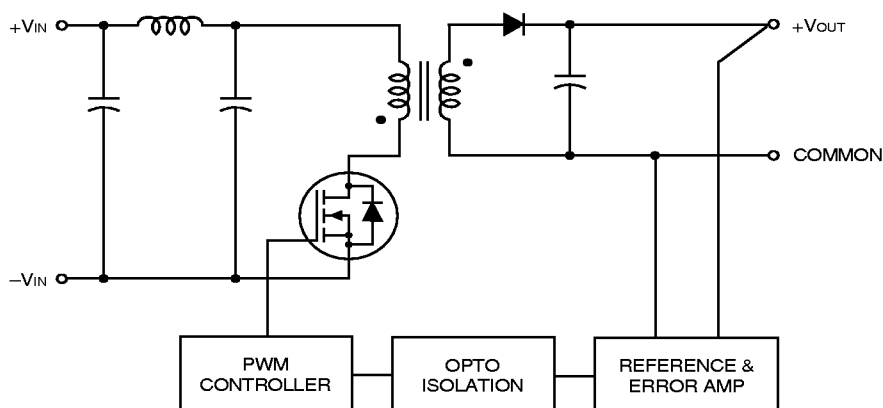 +VIN
+VOUT
COMMON
–VIN
PWM
CONTROLLER
OPTO
ISOLATION
REFERENCE &
ERROR AMP